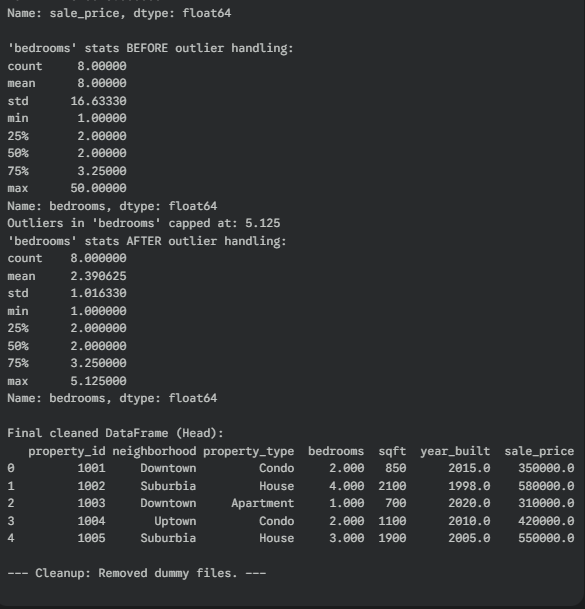 Name: sale_price, dtype: float64
'bedrooms' stats BEFORE outlier handling:
count 8.00000
mean 8.00000
std 16.63330
min 1.00000
25% 2.00000
50% 2.00000
75% 3.25000
max 50.00000
Name: bedrooms, dtype: float64
Outliers in 'bedrooms' capped at: 5.125
'bedrooms' stats AFTER outlier handling:
count 8.000000
mean 2.390625
std 1.016330
min 1.000000
25% 2.000000
50% 2.000000
75% 3.250000
max 5.125000
Name: bedrooms, dtype: float64
Final cleaned DataFrame (Head):
property_id neighborhood property_type bedrooms sqft year_built sale_price
0 1001 Downtown Condo 2.000 850 2015.0 350000.0
1 1002 Suburbia House 4.000 2100 1998.0 580000.0
2 1003 Downtown Apartment 1.000 700 2020.0 310000.0
3 1004 Uptown Condo 2.000 1100 2010.0 420000.0
4 1005 Suburbia House 3.000 1900 2005.0 550000.0
--- Cleanup: Removed dummy files. ---